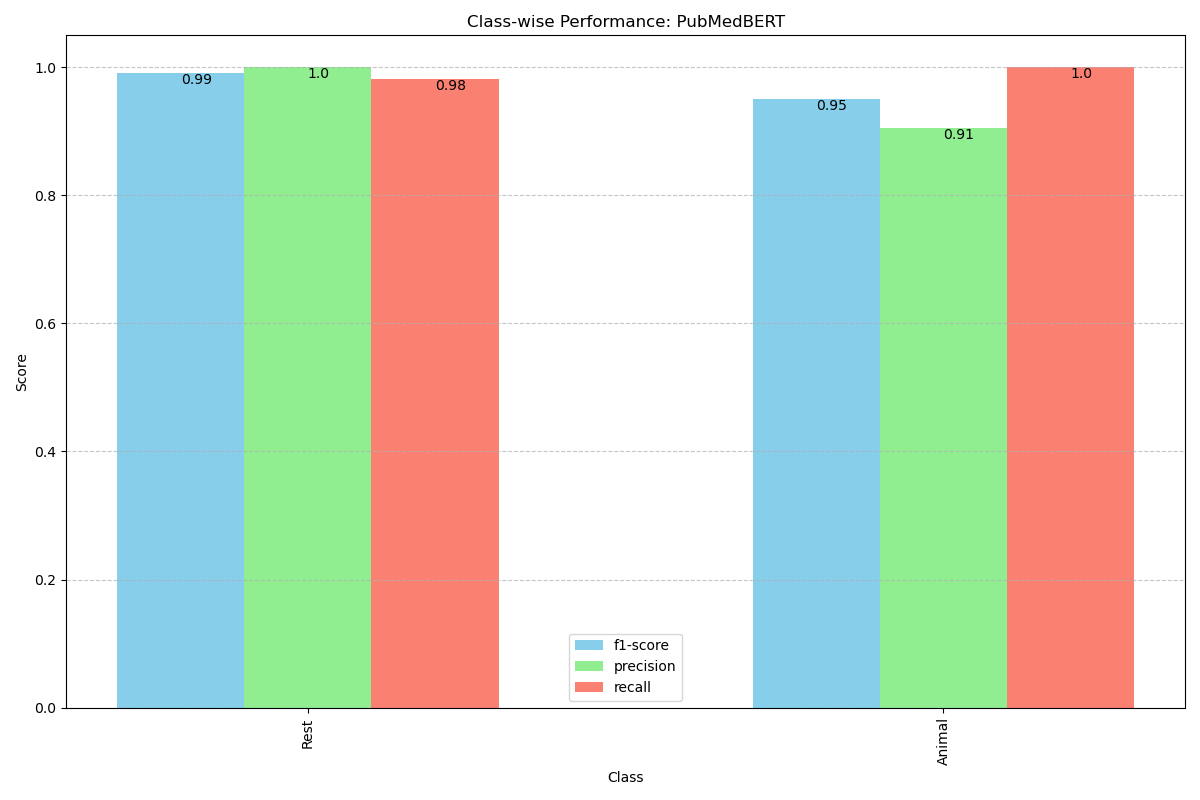 Class-wise Performance: PubMedBERT
1.0
0.8
0.6
0.4
0.2
0.0
Score
0.99
1.0
0.98
0.95
0.91
1.0
f1-score
precision
recall
Rest
Animal
Class